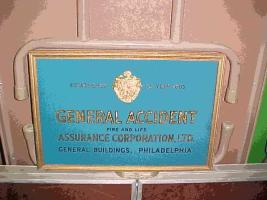 GENERAL ACCIDENT
FIRE AND LIFE
ASSURANCE CORPORATION, LTD.
GENERAL BUILDINGS, PHILADELPHIA